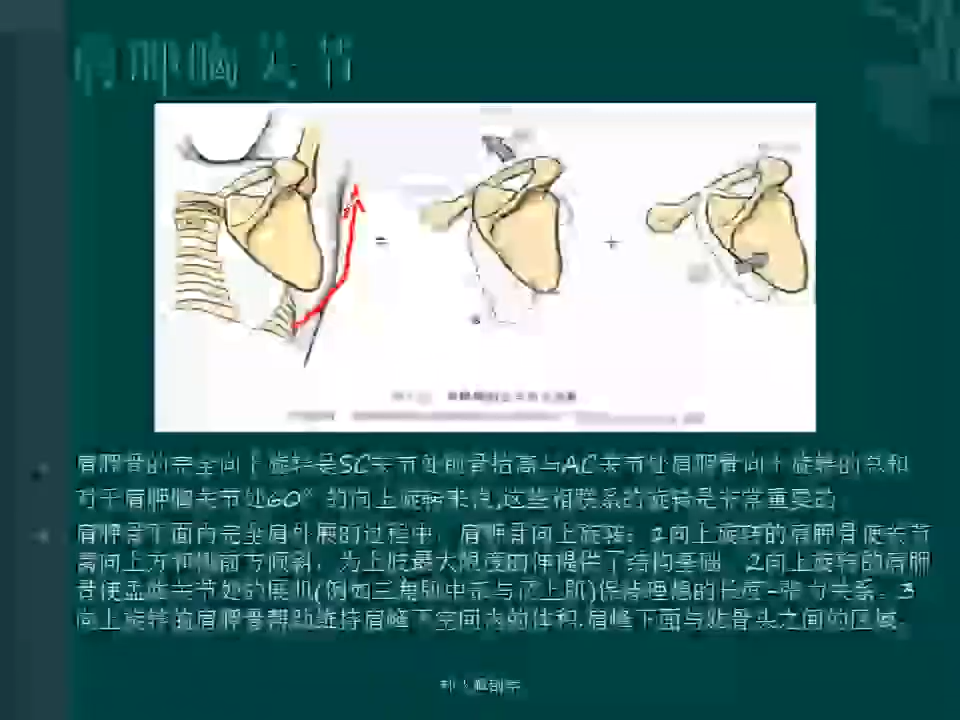 肩胛胸关节
=
+
肩胛骨的完全向上旋转是SC关节处锁骨抬高与AC关节处肩胛骨向上旋转的总和
对于肩胛胸关节处60°的向上旋转来说,这些相联系的旋转是非常重要的
肩胛骨平面内完全肩外展的过程中，肩胛骨向上旋转：1向上旋转的肩胛骨使关节
盂向上方和侧前方倾斜，为上肢最大限度的伸提供了结构基础。2向上旋转的肩胛
骨使盂肱关节处的展肌(例如三角肌中部与冈上肌)保持理想的长度-张力关系。3
向上旋转的肩胛骨帮助维持肩峰下空间内的体积.肩峰下面与肱骨头之间的区域.